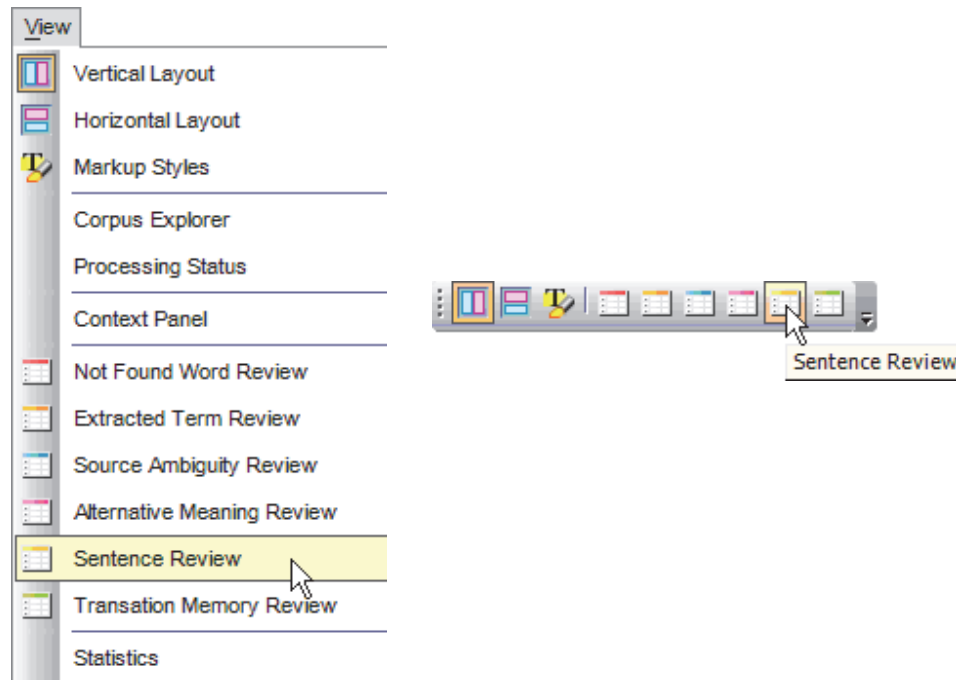 View
Vertical Layout
Horizontal Layout
Markup Styles
Corpus Explorer
Processing Status
Context Panel
Not Found Word Review
Extracted Term Review
Source Ambiguity Review
Alternative Meaning Review
Sentence Review
Transation Memory Review
Statistics
Sentence Review